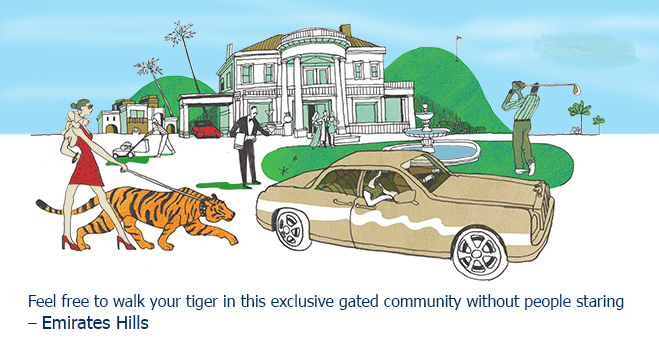 Feel free to walk your tiger in this exclusive gated community without people staring
– Emirates Hills